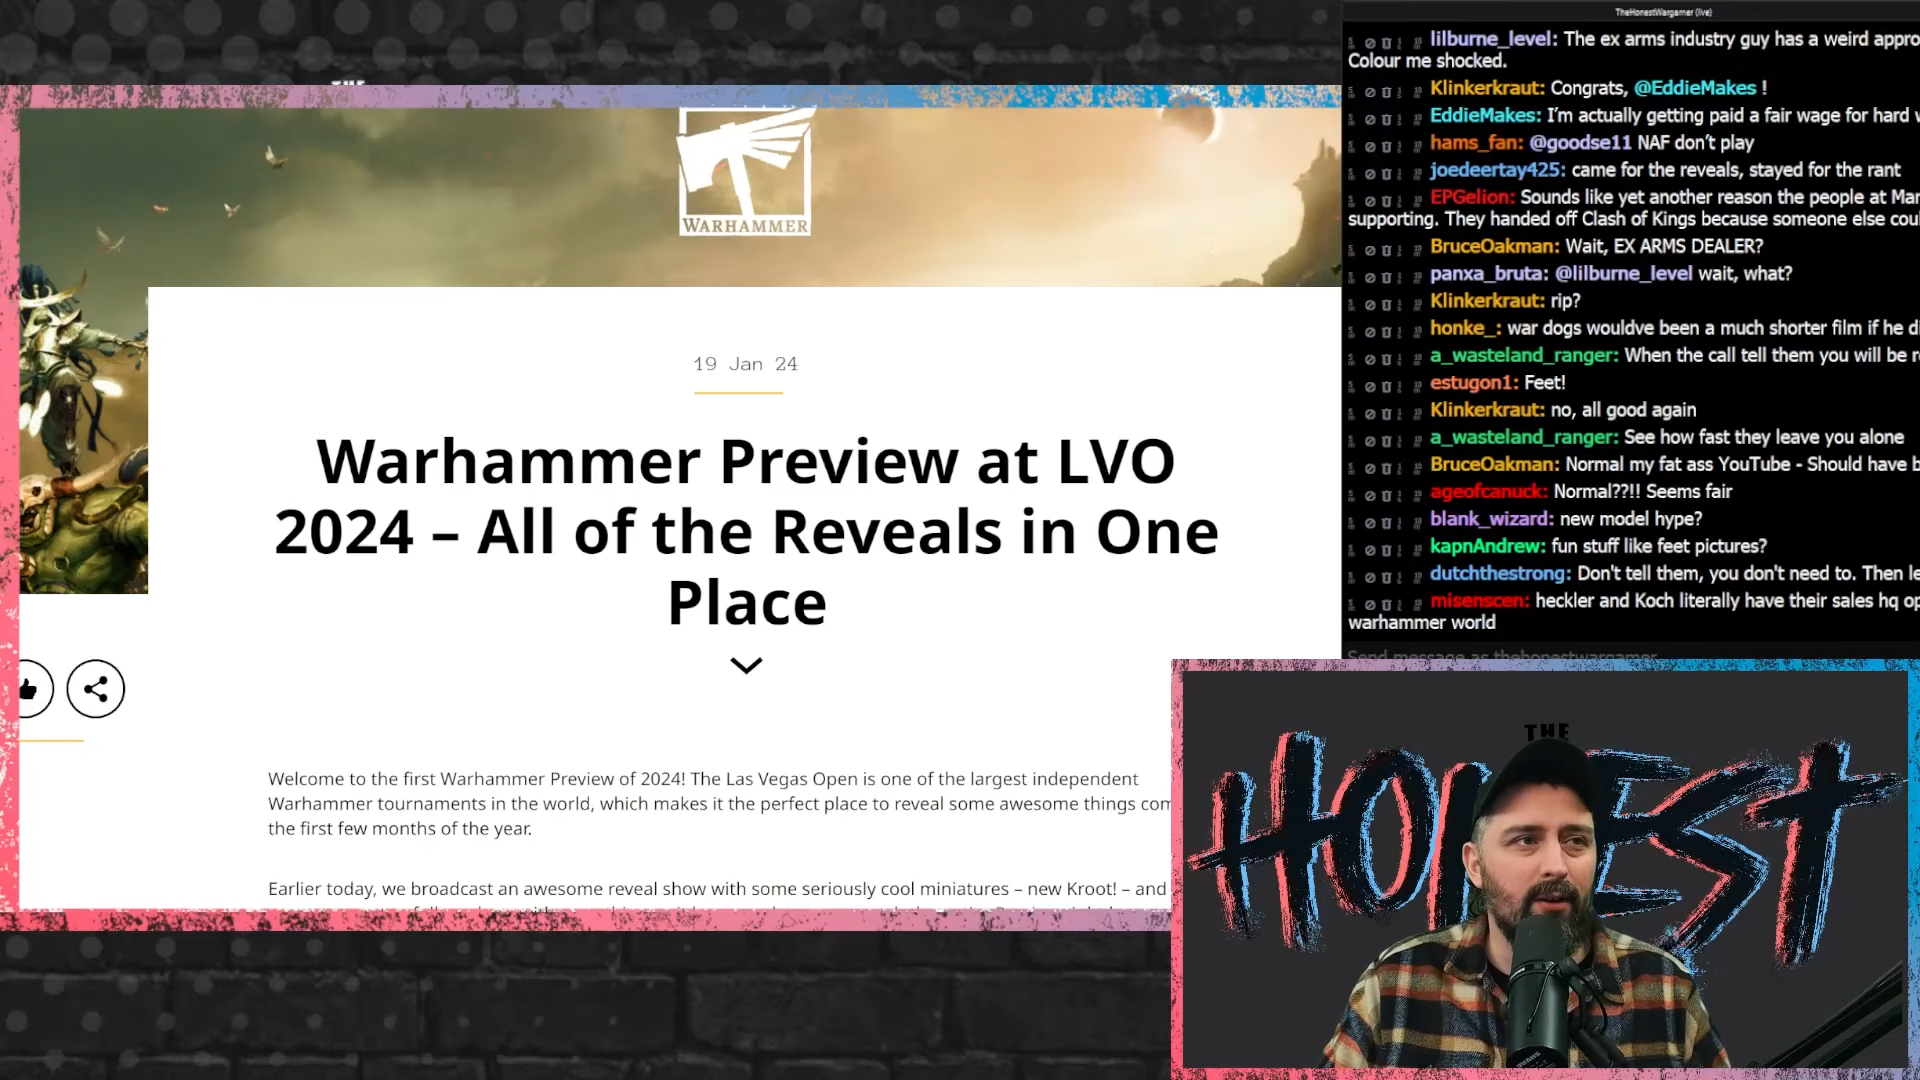 THE
WARHAMMER
19 Jan 24
Warhammer Preview at LVO
2024 – All of the Reveals in One
Place
Welcome to the first Warhammer Preview of 2024! The Las Vegas Open is one of the largest independent
Warhammer tournaments in the world, which makes it the perfect place to reveal some awesome things com
the first few months of the year.
Earlier today, we broadcast an awesome reveal show with some seriously cool miniatures – new Kroot! – and
TheHonestWargamer (live)
lilburne_level: The ex arms industry guy has a weird appro
Colour me shocked.
Klinkerkraut: Congrats, @EddieMakes !
EddieMakes: I'm actually getting paid a fair wage for hard
hams_fan: @goodse11 NAF don't play
joedeertay425: came for the reveals, stayed for the rant
EPGelion: Sounds like yet another reason the people at Mar
supporting. They handed off Clash of Kings because someone else cou
BruceOakman: Wait, EX ARMS DEALER?
panxa_bruta: @lilburne_level wait, what?
Klinkerkraut: rip?
honke_: war dogs wouldve been a much shorter film if he di
a_wasteland_ranger: When the call tell them you will be re
estugon1: Feet!
Klinkerkraut: no, all good again
a_wasteland_ranger: See how fast they leave you alone
BruceOakman: Normal my fat ass YouTube - Should have b
ageofcanuck: Normal??!! Seems fair
blank_wizard: new model hype?
kapnAndrew: fun stuff like feet pictures?
dutchthestrong: Don't tell them, you don't need to. Then le
misenscen: heckler and Koch literally have their sales hq op
warhammer world
Send message as thehonestwargamer
THE
HONEST